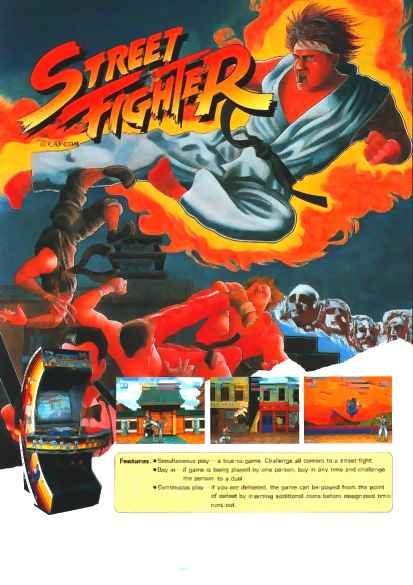 STREET
FIGHTER
© CAPCOM
Features: • Simultaneous play — a true vs game. Challenge all comers to a street fight.
• Buy in — if game is being played by one person, buy in any time and challenge
the person to a duel
• Continuous play — if you are defeated, the game can be played from the point
of defeat by inserting additional coins before designated time
runs out.